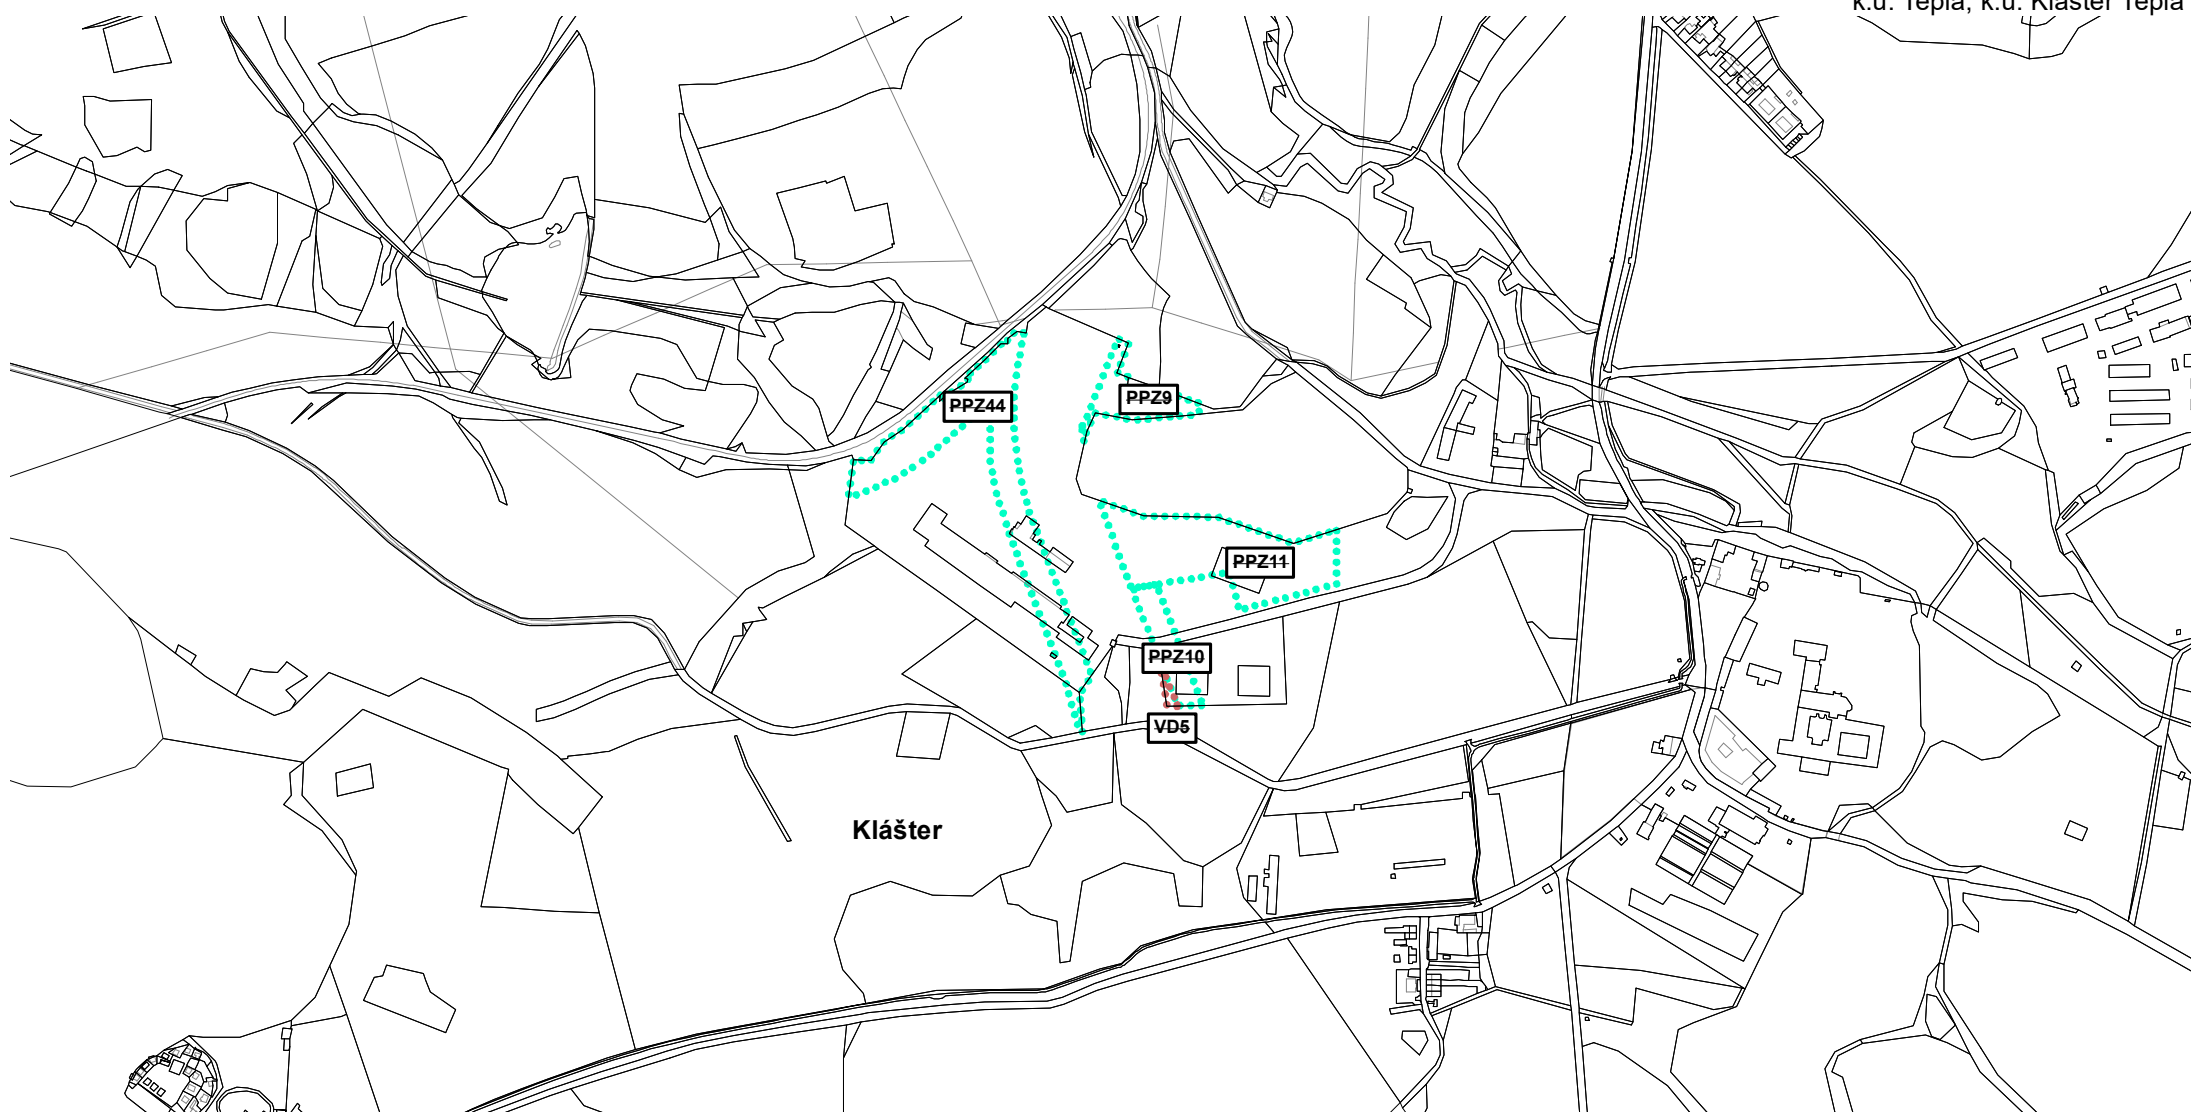 k.ú. Teplá, k.ú. Klášter Teplá
PPZ9
PPZ44
PPZ11
PPZ10
VD5
Klášter